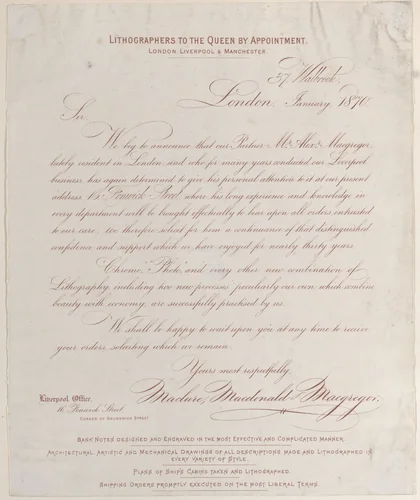 LITHOGRAPHERS TO THE QUEEN BY APPOINTMENT.
LONDON, LIVERPOOL & MANCHESTER.
37 Walbrook,
London, January, 1870.
Sir,
We beg to announce that our Partner Mr. Alexr. Macgregor,
lately resident in London and who for many years conducted our Liverpool
business has again determined to give his personal attention to it at our present
address Fenwick Street, where his long experience and knowledge in
every department will be brought effectually to bear upon all orders entrusted
to our care. We therefore solicit for him a continuance of that distinguished
confidence and support which we have enjoyed for nearly thirty years.
"Chromo," "Photo," and every other new combination of
Lithography, including two new processes peculiarly our own, which combine
beauty with economy, are successfully practised by us.
We shall be happy to wait upon you at any time to receive
your orders, soliciting which we remain,
Yours most respectfully,
Maclure, Macdonald & Macgregor.
Liverpool Office,
Fenwick Street,
CORNER OF BRUNSWICK STREET
BANK NOTES DESIGNED AND ENGRAVED IN THE MOST EFFECTIVE AND COMPLICATED MANNER
ARCHITECTURAL ARTISTIC AND MECHANICAL DRAWINGS OF ALL DESCRIPTIONS MADE AND LITHOGRAPHED IN
EVERY VARIETY OF STYLE.
PLANS OF SHIP'S CABINS TAKEN AND LITHOGRAPHED.
SHIPPING ORDERS PROMPTLY EXECUTED ON THE MOST LIBERAL TERMS.